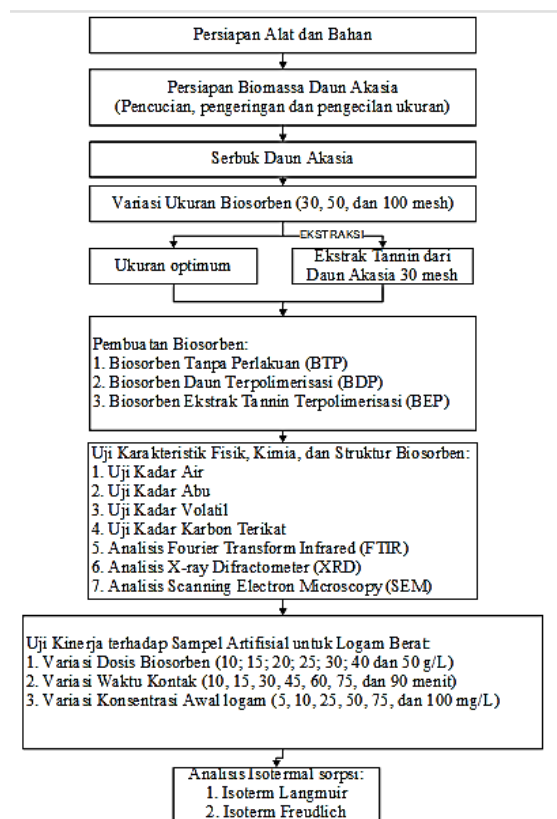 Persiapan Alat dan Bahan
Persiapan Biomassa Daun Akasia
(Pencucian, pengeringan dan pengecilan ukuran)
Serbuk Daun Akasia
Variasi Ukuran Biosorben (30, 50, dan 100 mesh)
EKSTRAKSI
Ukuran optimum
Ekstrak Tannin dari
Daun Akasia 30 mesh
Pembuatan Biosorben:
1. Biosorben Tanpa Perlakuan (BTP)
2. Biosorben Daun Terpolimerisasi (BDP)
3. Biosorben Ekstrak Tannin Terpolimerisasi (BEP)
Uji Karakteristik Fisik, Kimia, dan Struktur Biosorben:
1. Uji Kadar Air
2. Uji Kadar Abu
3. Uji Kadar Volatil
4. Uji Kadar Karbon Terikat
5. Analisis Fourier Transform Infrared (FTIR)
6. Analisis X-ray Difractometer (XRD)
7. Analisis Scanning Electron Microscopy (SEM)
Uji Kinerja terhadap Sampel Artifisial untuk Logam Berat:
1. Variasi Dosis Biosorben (10; 15; 20; 25; 30; 40 dan 50 g/L)
2. Variasi Waktu Kontak (10, 15, 30, 45, 60, 75, dan 90 menit)
3. Variasi Konsentrasi Awal logam (5, 10, 25, 50, 75, dan 100 mg/L)
Analisis Isotermal sorpsi:
1. Isoterm Langmuir
2. Isoterm Freudlich